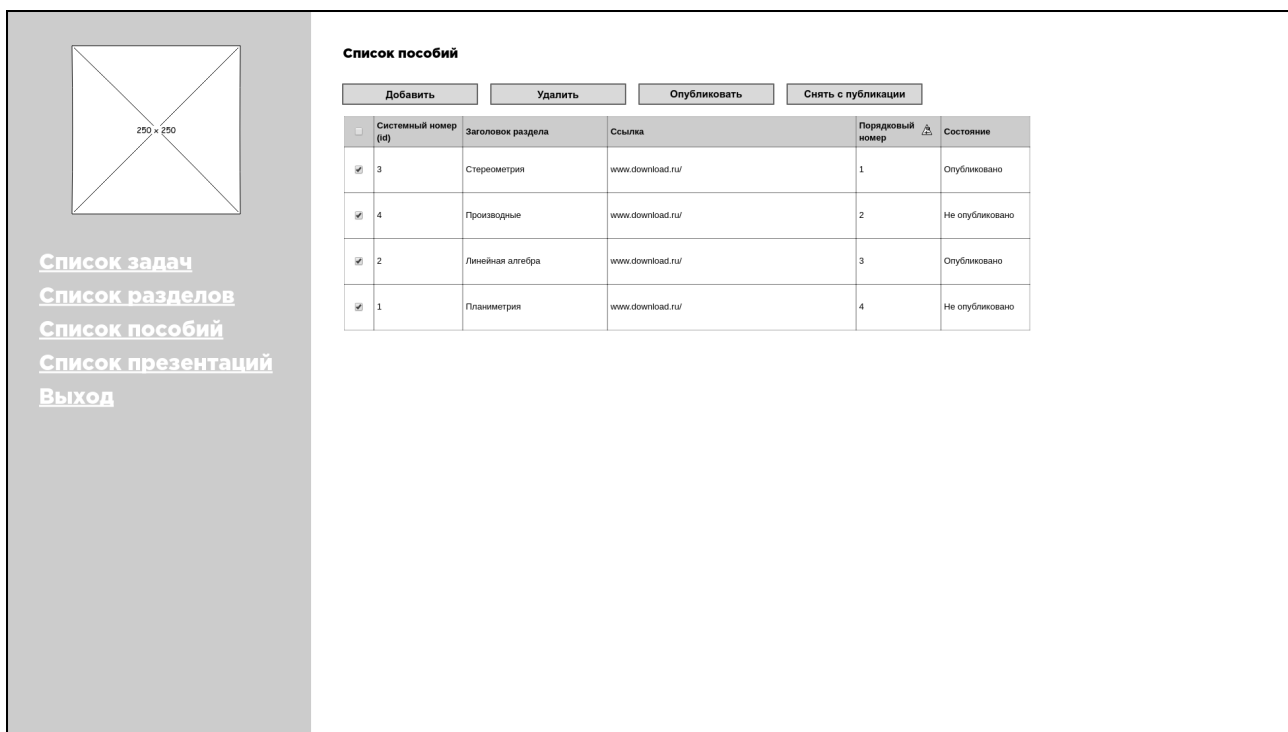 250 x 250
Список задач
Список разделов
Список пособий
Список презентаций
Выход
Список пособий
Добавить Удалить Опубликовать Снять с публикации
Системный номер (id) Заголовок раздела Ссылка Порядковый номер Состояние
3 Стереометрия www.download.ru/ 1 Опубликовано
4 Производные www.download.ru/ 2 Не опубликовано
2 Линейная алгебра www.download.ru/ 3 Опубликовано
1 Планиметрия www.download.ru/ 4 Не опубликовано